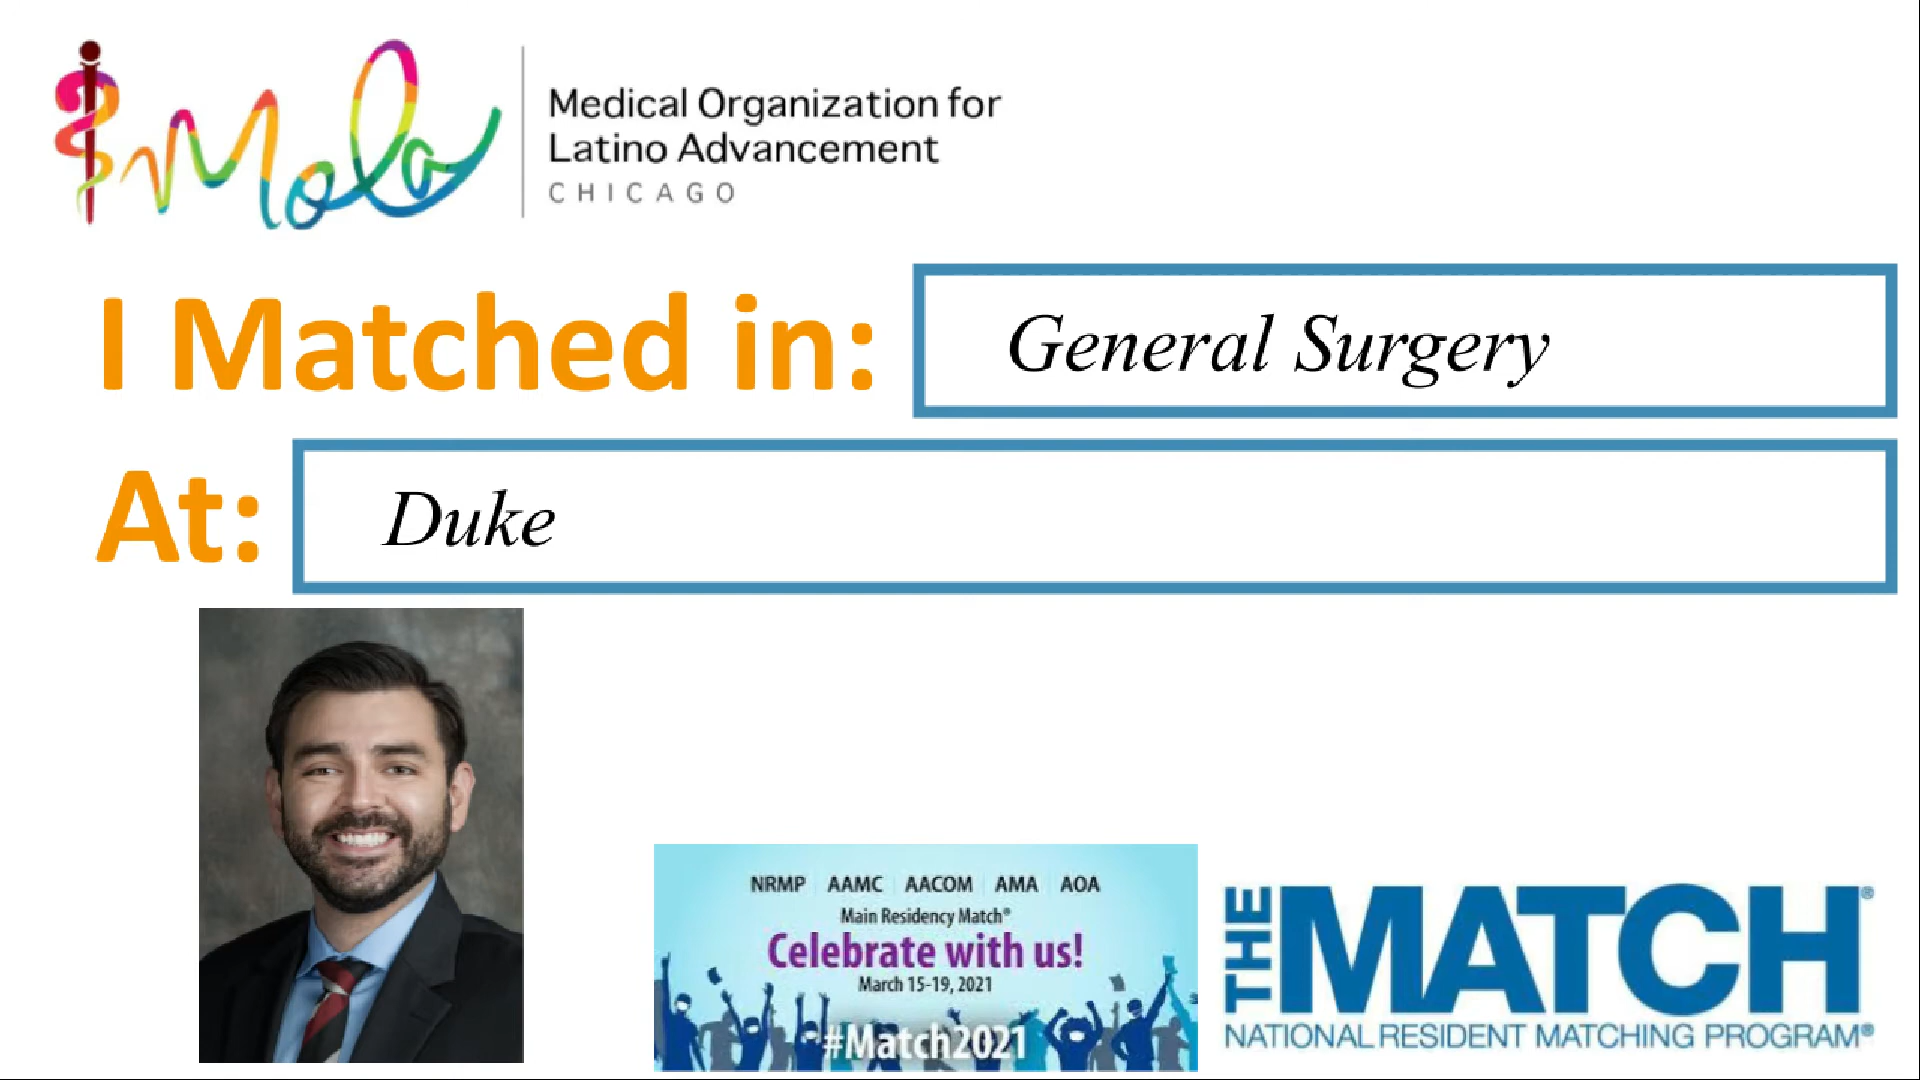 Mola
Medical Organization for
Latino Advancement
CHICAGO
I Matched in: General Surgery
At: Duke
NRMP AAMC AACOM AMA AOA
Main Residency Match®
Celebrate with us!
March 15-19, 2021
#Match2021
THE MATCH®
NATIONAL RESIDENT MATCHING PROGRAM®